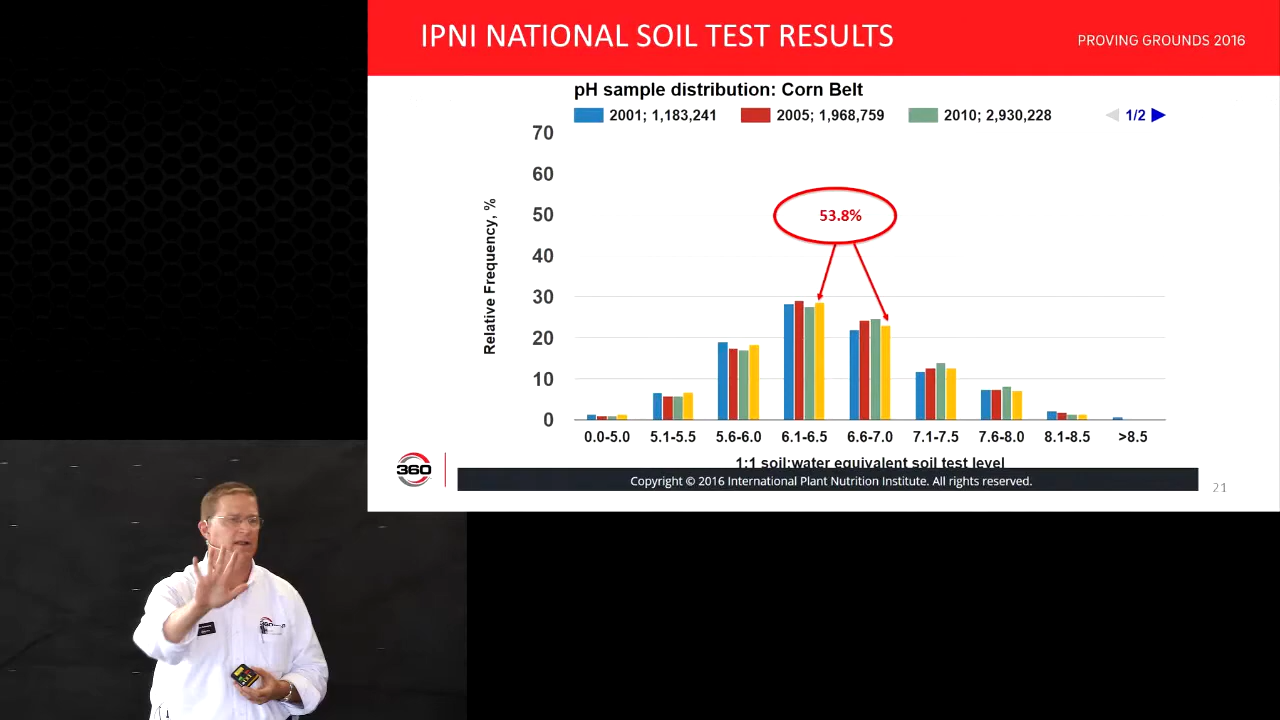 IPNI NATIONAL SOIL TEST RESULTS
PROVING GROUNDS 2016
pH sample distribution: Corn Belt
2001; 1,183,241 2005; 1,968,759 2010; 2,930,228 1/2
70
60
50
40
30
20
10
0
Relative Frequency, %
53.8%
0.0-5.0 5.1-5.5 5.6-6.0 6.1-6.5 6.6-7.0 7.1-7.5 7.6-8.0 8.1-8.5 >8.5
1:1 soil:water equivalent soil test level
360
Copyright © 2016 International Plant Nutrition Institute. All rights reserved.
21